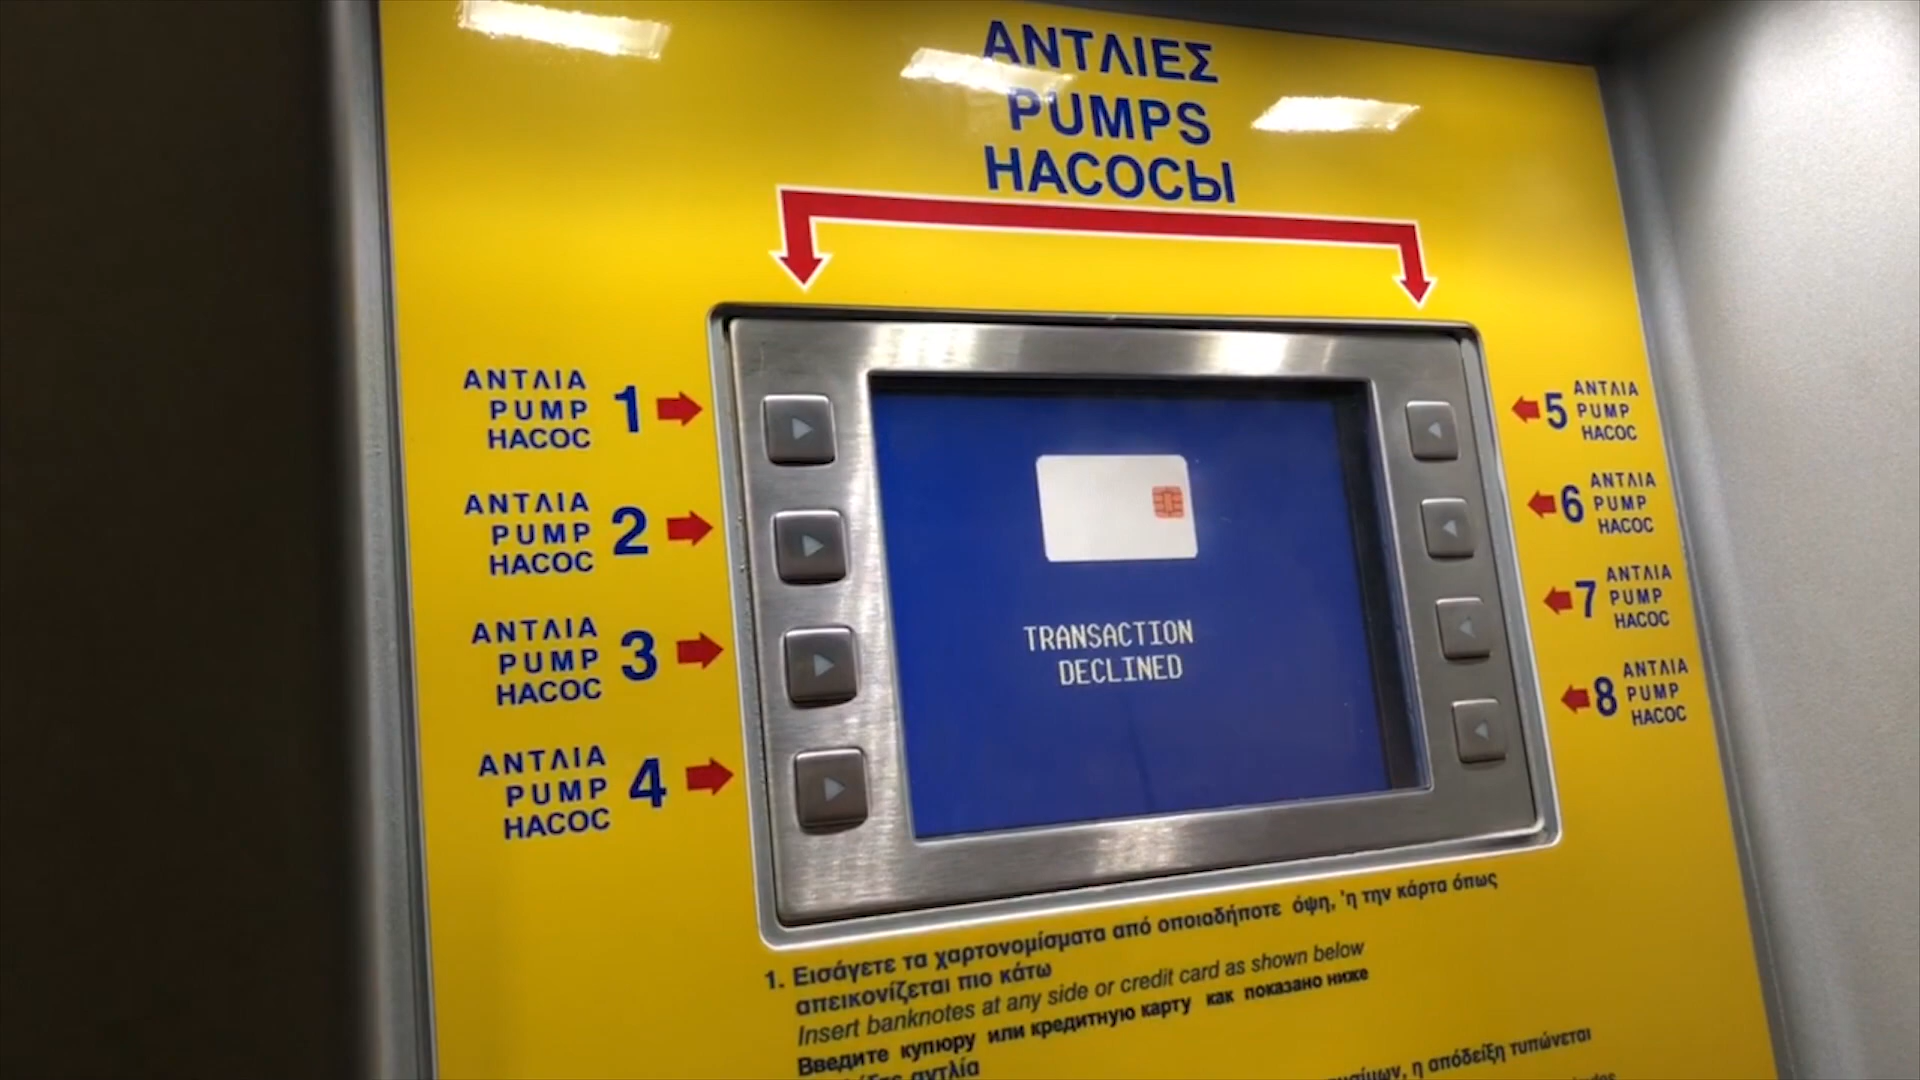 ΑΝΤΛΙΕΣ
PUMPS
НАСОСЫ
ΑΝΤΛΙΑ
PUMP
НАСОС
1
ΑΝΤΛΙΑ
PUMP
НАСОС
2
ΑΝΤΛΙΑ
PUMP
НАСОС
3
ΑΝΤΛΙΑ
PUMP
НАСОС
4
TRANSACTION
DECLINED
5
ΑΝΤΛΙΑ
PUMP
НАСОС
6
ΑΝΤΛΙΑ
PUMP
НАСОС
7
ΑΝΤΛΙΑ
PUMP
НАСОС
8
ΑΝΤΛΙΑ
PUMP
НАСОС
1. Εισάγετε τα χαρτονομίσματα από οποιαδήποτε όψη, 'η την κάρτα όπως
απεικονίζεται πιο κάτω
Insert banknotes at any side or credit card as shown below
Введите купюру или кредитную карту как показано ниже
αντλία
η απόδειξη τυπώνεται